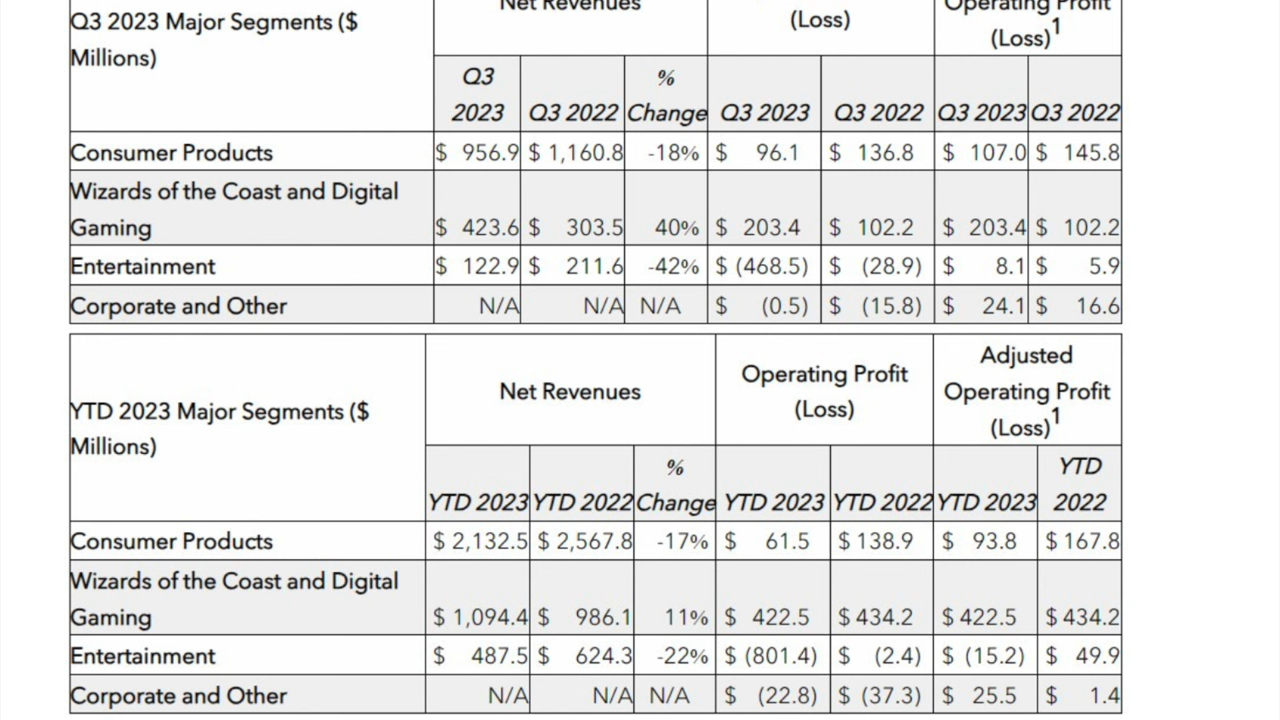 Net Revenues
Operating Profit
Q3 2023 Major Segments ($
Millions)
(Loss)
(Loss)1
Q3
2023
Q3 2022
%
Change
Q3 2023
Q3 2022
Q3 2023
Q3 2022
Consumer Products $ 956.9 $ 1,160.8 -18% $ 96.1 $ 136.8 $ 107.0 $ 145.8
Wizards of the Coast and Digital
Gaming $ 423.6 $ 303.5 40% $ 203.4 $ 102.2 $ 203.4 $ 102.2
Entertainment $ 122.9 $ 211.6 -42% $ (468.5) $ (28.9) $ 8.1 $ 5.9
Corporate and Other N/A N/A N/A $ (0.5) $ (15.8) $ 24.1 $ 16.6
YTD 2023 Major Segments ($
Millions)
Net Revenues
Operating Profit
(Loss)
Adjusted
Operating Profit
(Loss)1
YTD 2023
YTD 2022
%
Change
YTD 2023
YTD 2022
YTD 2023
YTD
2022
Consumer Products $ 2,132.5 $ 2,567.8 -17% $ 61.5 $ 138.9 $ 93.8 $ 167.8
Wizards of the Coast and Digital
Gaming $ 1,094.4 $ 986.1 11% $ 422.5 $ 434.2 $ 422.5 $ 434.2
Entertainment $ 487.5 $ 624.3 -22% $ (801.4) $ (2.4) $ (15.2) $ 49.9
Corporate and Other N/A N/A N/A $ (22.8) $ (37.3) $ 25.5 $ 1.4